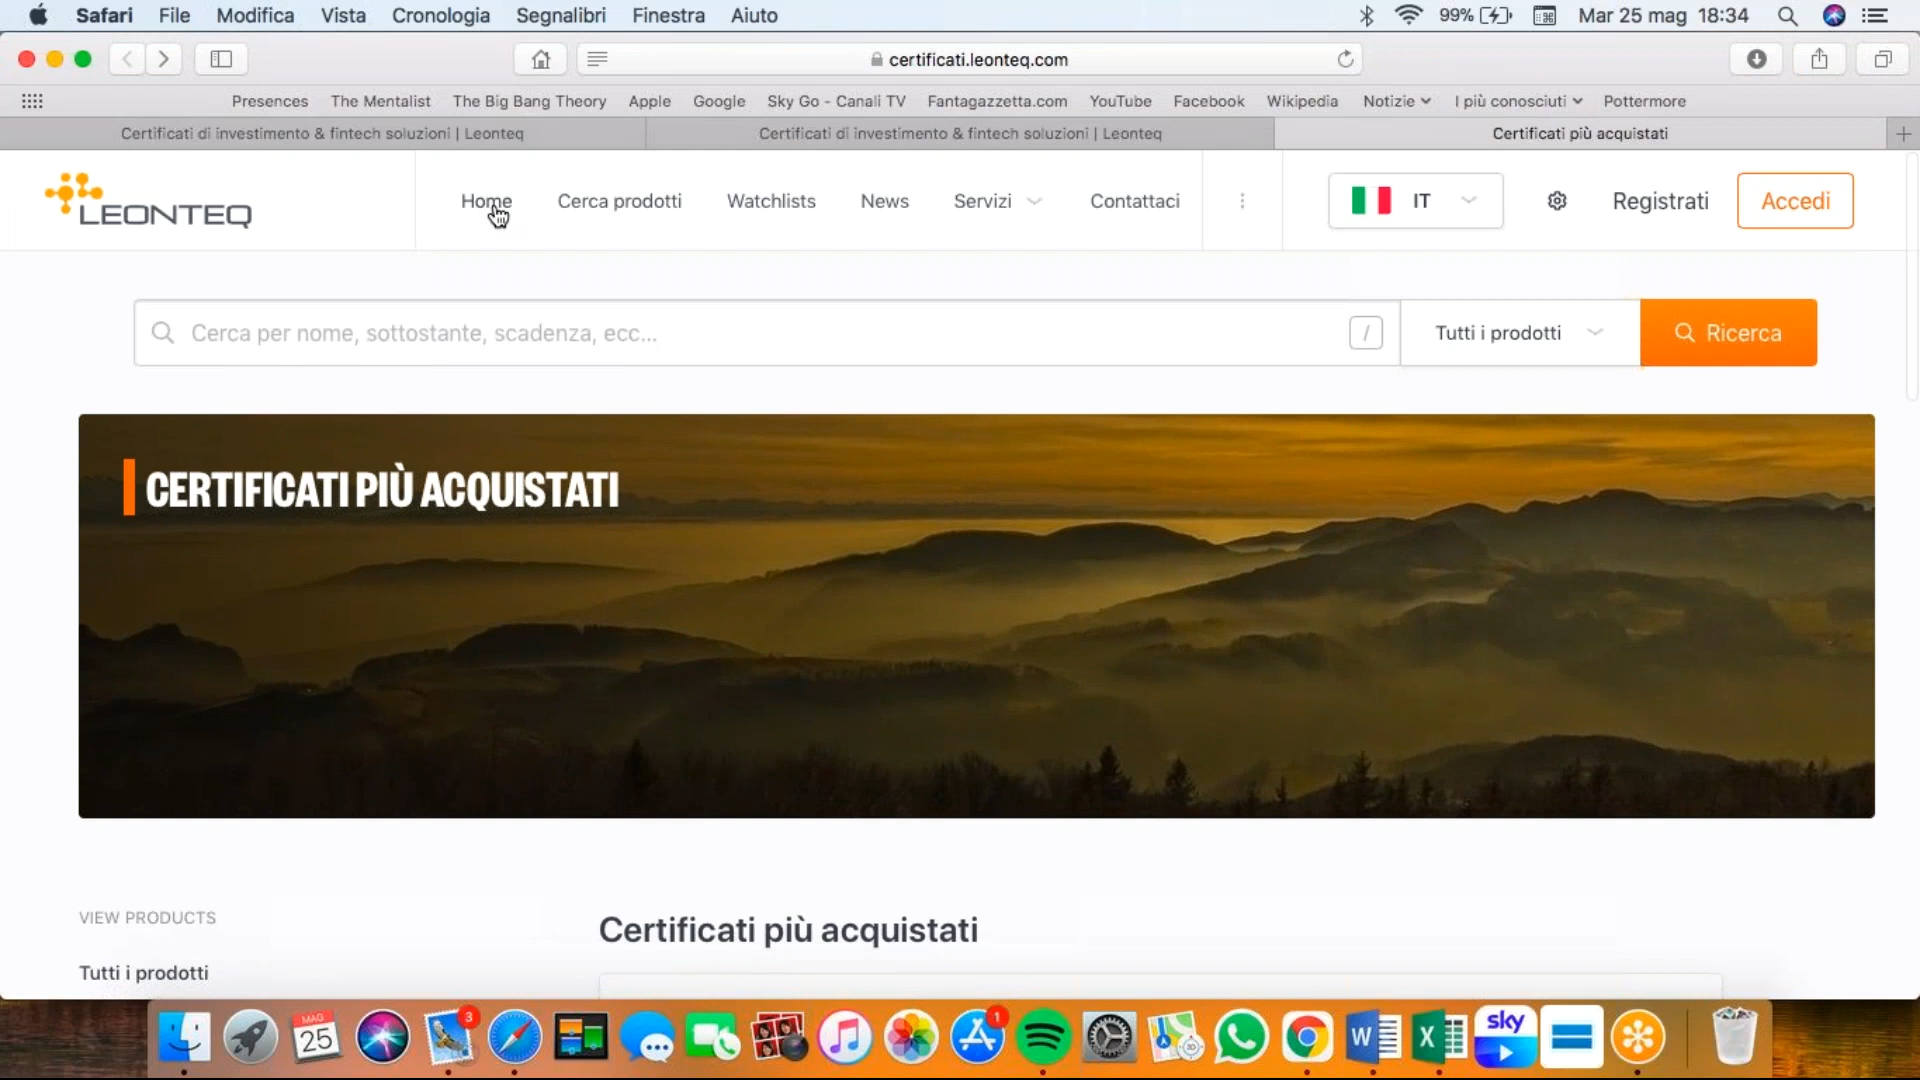 Safari File Modifica Vista Cronologia Segnalibri Finestra Aiuto 99% Mar 25 mag 18:34
certificati.leonteq.com
Presences The Mentalist The Big Bang Theory Apple Google Sky Go - Canali TV Fantagazzetta.com YouTube Facebook Wikipedia Notizie I più conosciuti Pottermore
Certificati di investimento & fintech soluzioni | Leonteq Certificati di investimento & fintech soluzioni | Leonteq Certificati più acquistati
LEONTEQ Home Cerca prodotti Watchlists News Servizi Contattaci IT Registrati Accedi
Cerca per nome, sottostante, scadenza, ecc... / Tutti i prodotti Ricerca
CERTIFICATI PIÙ ACQUISTATI
VIEW PRODUCTS
Certificati più acquistati
Tutti i prodotti
MAG 25 3 1 W X sky